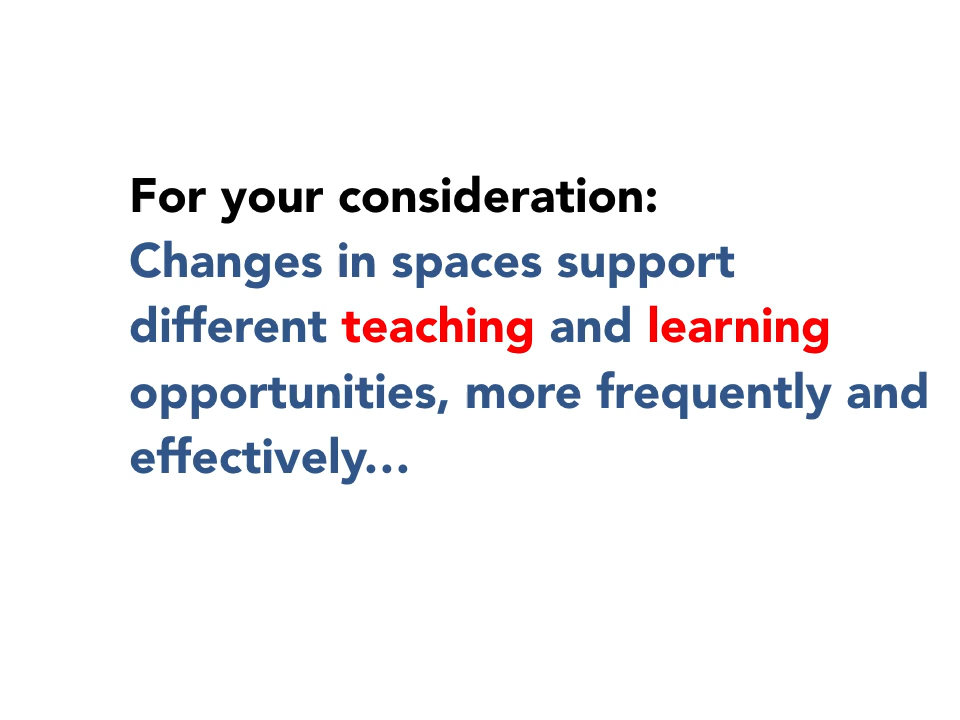 For your consideration:
Changes in spaces support
different teaching and learning
opportunities, more frequently and
effectively…